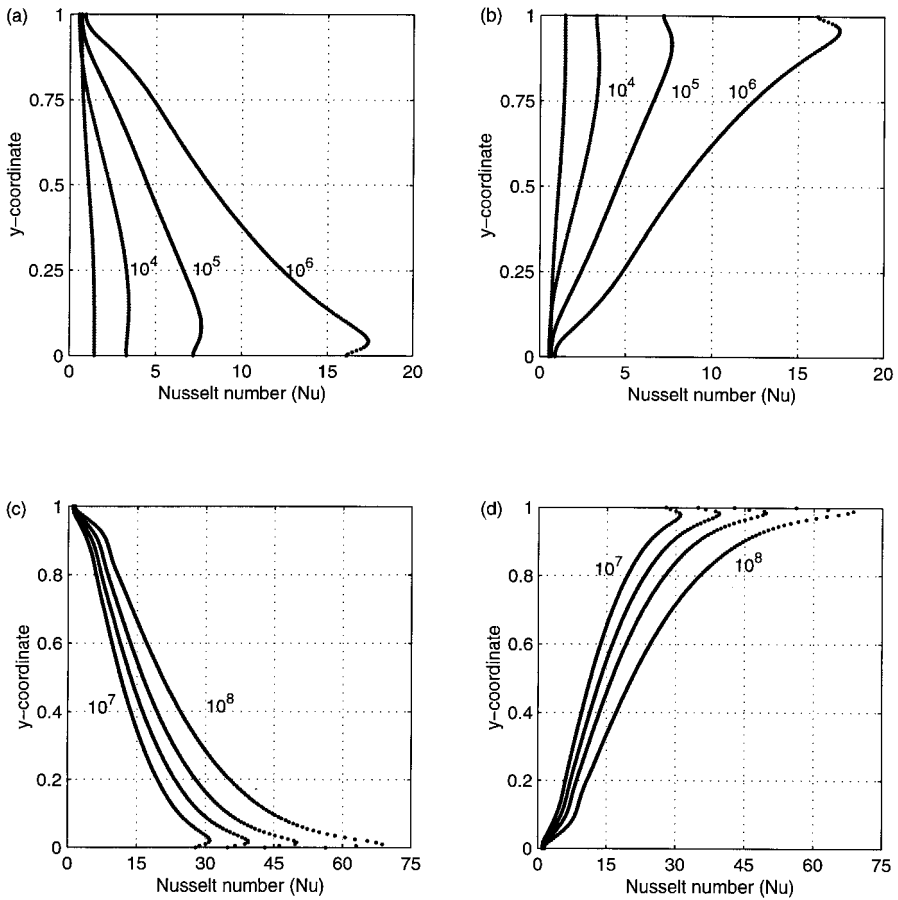 (a)
1
0.75
0.5
0.25
0
y-coordinate
10^4
10^5
10^6
0 5 10 15 20
Nusselt number (Nu)
(b)
1
0.75
0.5
0.25
0
y-coordinate
10^4
10^5
10^6
0 5 10 15 20
Nusselt number (Nu)
(c)
1
0.8
0.6
0.4
0.2
0
y-coordinate
10^7
10^8
0 15 30 45 60 75
Nusselt number (Nu)
(d)
1
0.8
0.6
0.4
0.2
0
y-coordinate
10^7
10^8
0 15 30 45 60 75
Nusselt number (Nu)